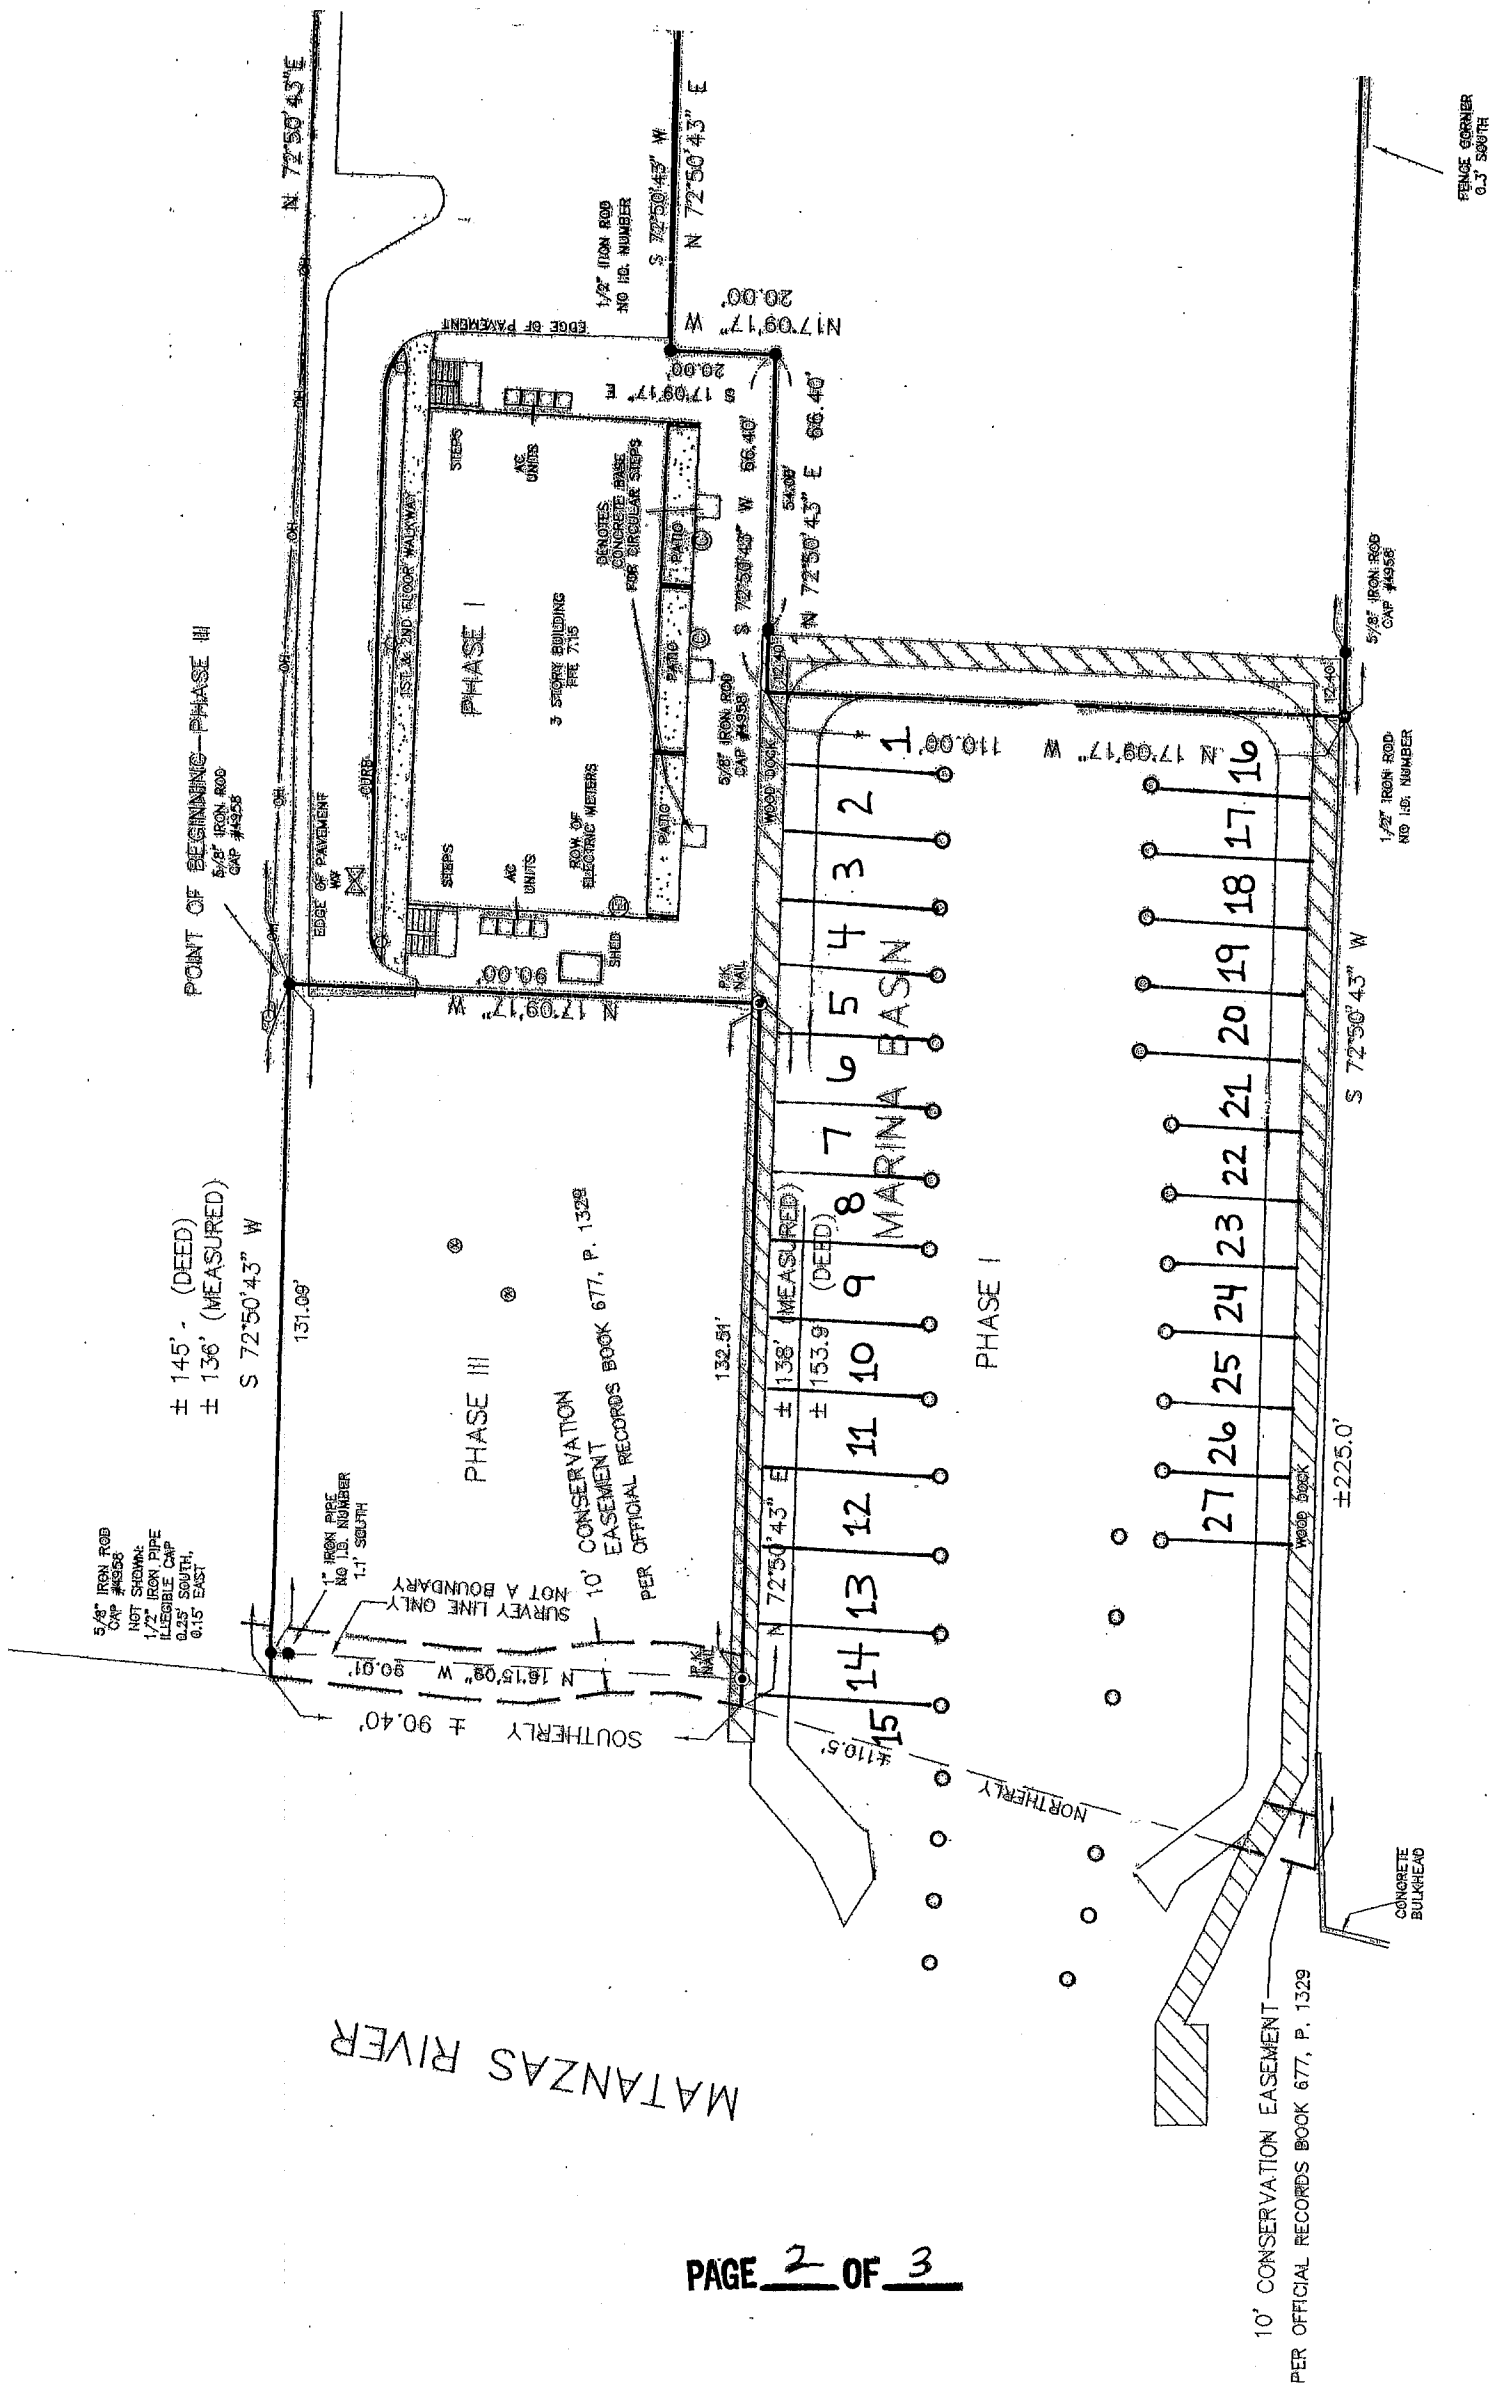 N 72°50'43" E
POINT OF BEGINNING-PHASE III
5/8" IRON ROD
CAP #4958
± 145' - (DEED)
± 136' (MEASURED)
S 72°50'43" W
131.09'
5/8" IRON ROD
CAP #4958
NOT SHOWN:
1/2" IRON PIPE
ILLEGIBLE CAP
0.25' SOUTH,
0.15' EAST
1" IRON PIPE
NO I.D. NUMBER
1.1' SOUTH
SURVEY LINE ONLY
NOT A BOUNDARY
N 16°15'09" W 90.01'
SOUTHERLY ± 90.40'
PHASE III
10' CONSERVATION
EASEMENT
PER OFFICIAL RECORDS BOOK 677, P. 1329
EDGE OF PAVEMENT
CURB
1ST & 2ND FLOOR WALKWAY
OH
OH
OH
OH
OH
OH
OH
STEPS
AC
UNITS
PHASE I
3 STORY BUILDING
FFE 7.15
STEPS
AC
UNITS
ROW OF
ELECTRIC METERS
SHED
DENOTES
CONCRETE BASE
FOR CIRCULAR STEPS
PATIO
PATIO
PATIO
PATIO
EDGE OF PAVEMENT
1/2" IRON ROD
NO I.D. NUMBER
S 72°50'43" W
N 72°50'43" E
N17°09'17" W
20.00'
S 17°09'17" E
20.00'
S 72°50'43" W 66.40'
54.00'
N 72°50'43" E 66.40'
12.40'
5/8" IRON ROD
CAP #4958
WOOD DOCK
N 17°09'17" W
90.00'
P.K.
NAIL
132.51'
P.K.
NAIL
± 138' (MEASURED)
± 153.9' (DEED)
N 72°50'43" E
1
2
3
4
5
6
7
8
9
10
11
12
13
14
15
MARINA BASIN
PHASE I
N 17°09'17" W 110.00'
16
17
18
19
20
21
22
23
24
25
26
27
WOOD DOCK
12.40'
5/8" IRON ROD
CAP #4958
1/2" IRON ROD
NO I.D. NUMBER
FENCE CORNER
0.3' SOUTH
S 72°50'43" W
±225.0'
±110.5'
NORTHERLY
CONCRETE
BULKHEAD
10' CONSERVATION EASEMENT
PER OFFICIAL RECORDS BOOK 677, P. 1329
MATANZAS RIVER
PAGE 2 OF 3